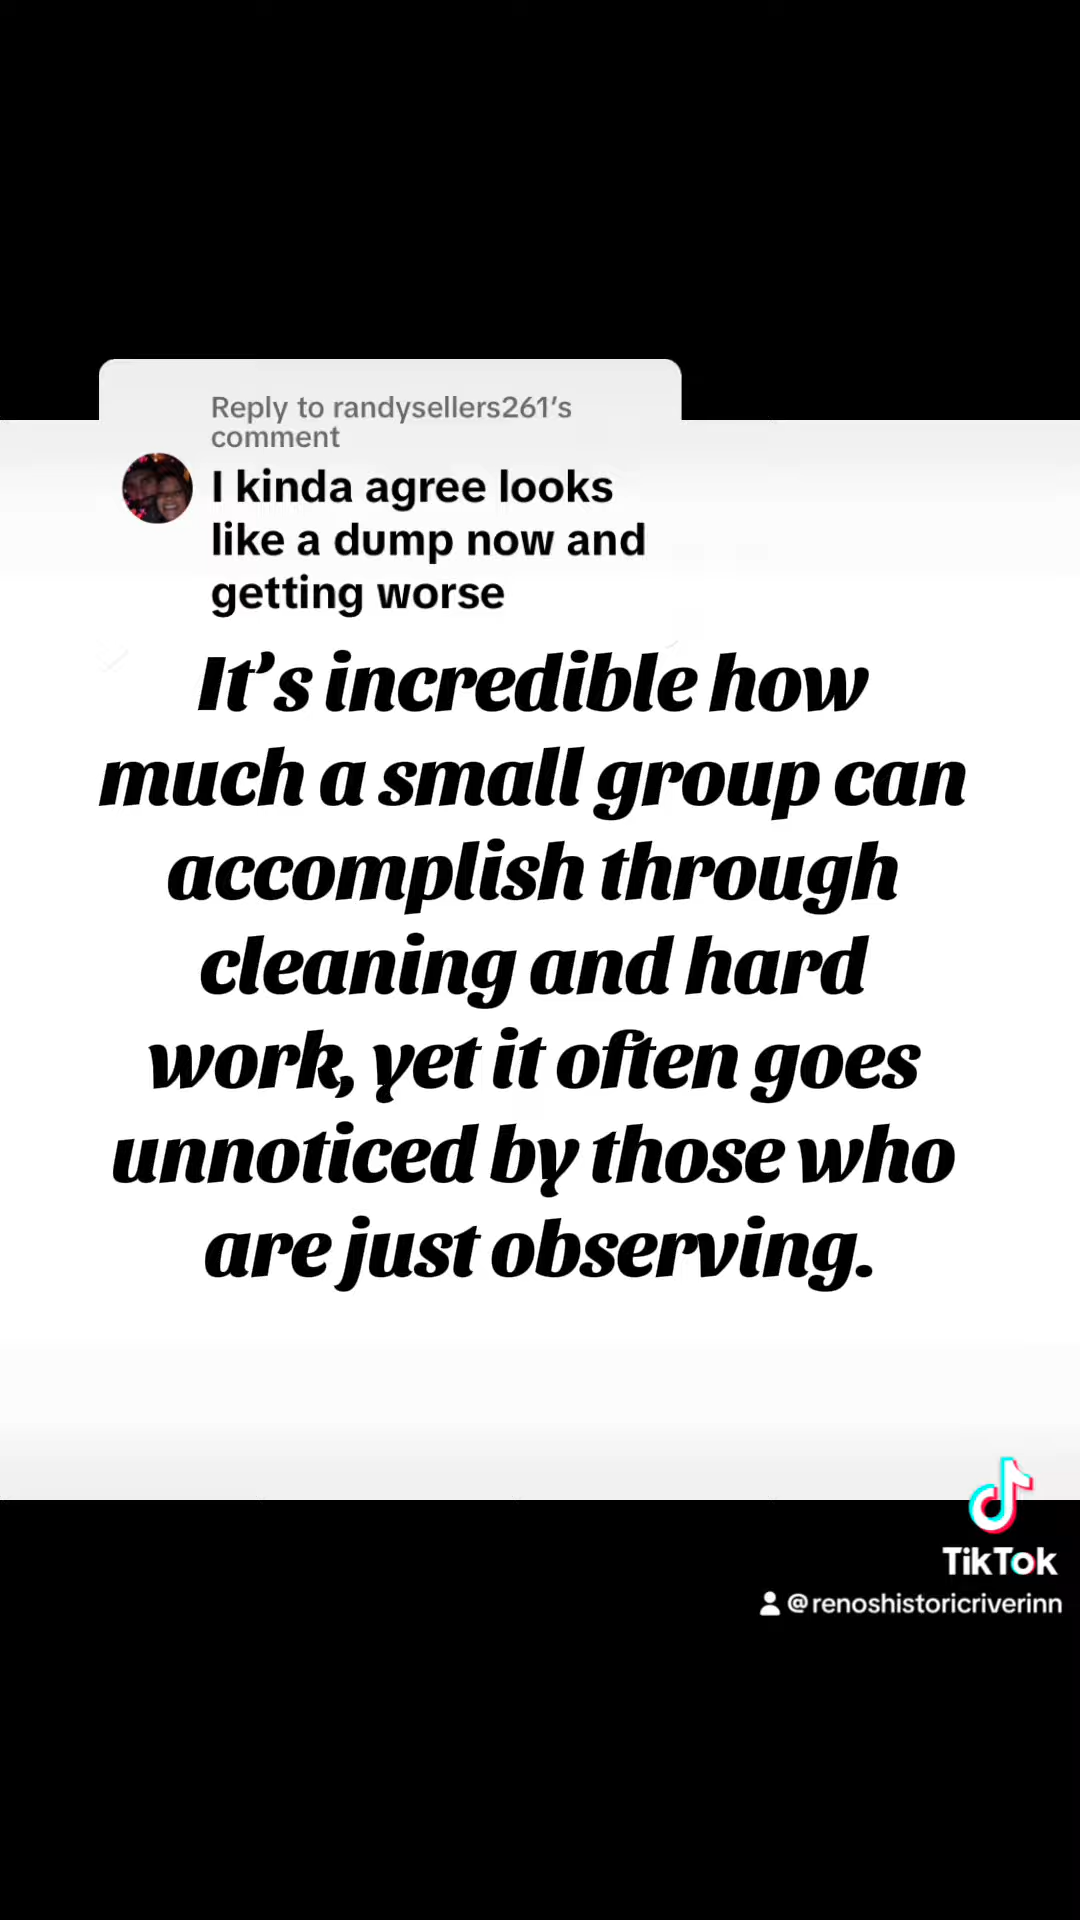 Reply to randysellers261's
comment
I kinda agree looks
like a dump now and
getting worse
It's incredible how
much a small group can
accomplish through
cleaning and hard
work, yet it often goes
unnoticed by those who
are just observing.
TikTok
@renoshistoricriverinn